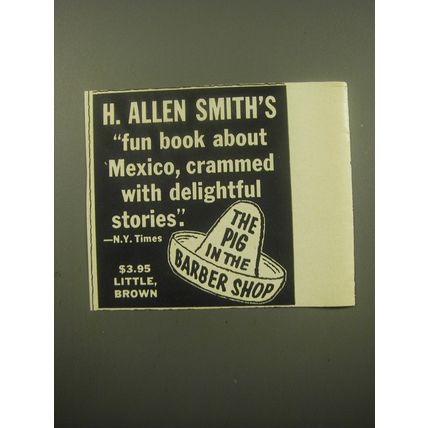 H. ALLEN SMITH'S
“fun book about
Mexico, crammed
with delightful
stories”.
—N.Y. Times
THE
PIG
IN THE
BARBER SHOP
$3.95
LITTLE,
BROWN